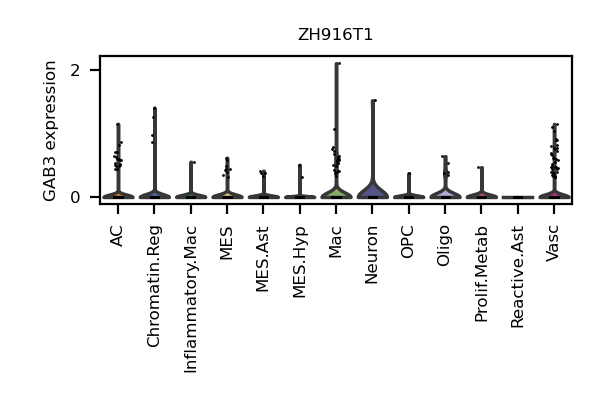 ZH916T1
GAB3 expression
2
0
AC
Chromatin.Reg
Inflammatory.Mac
MES
MES.Ast
MES.Hyp
Mac
Neuron
OPC
Oligo
Prolif.Metab
Reactive.Ast
Vasc